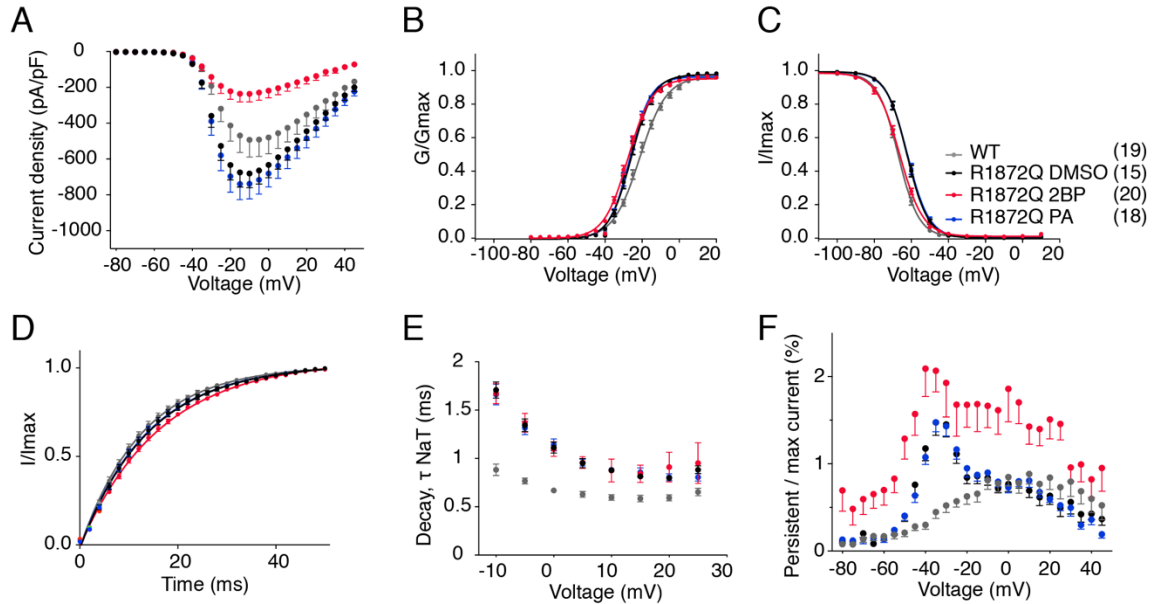 A
Current density (pA/pF)
0
-200
-400
-600
-800
-1000
-80 -60 -40 -20 0 20 40
Voltage (mV)
B
G/Gmax
1.0
0.8
0.6
0.4
0.2
0.0
-100 -80 -60 -40 -20 0 20
Voltage (mV)
C
I/Imax
1.0
0.8
0.6
0.4
0.2
0.0
-100 -80 -60 -40 -20 0 20
Voltage (mV)
WT (19)
R1872Q DMSO (15)
R1872Q 2BP (20)
R1872Q PA (18)
D
I/Imax
1.0
0.5
0.0
0 20 40
Time (ms)
E
Decay, τ NaT (ms)
2
1.5
1
0.5
0
-10 0 10 20 30
Voltage (mV)
F
Persistent / max current (%)
2
1
0
-80 -60 -40 -20 0 20 40
Voltage (mV)